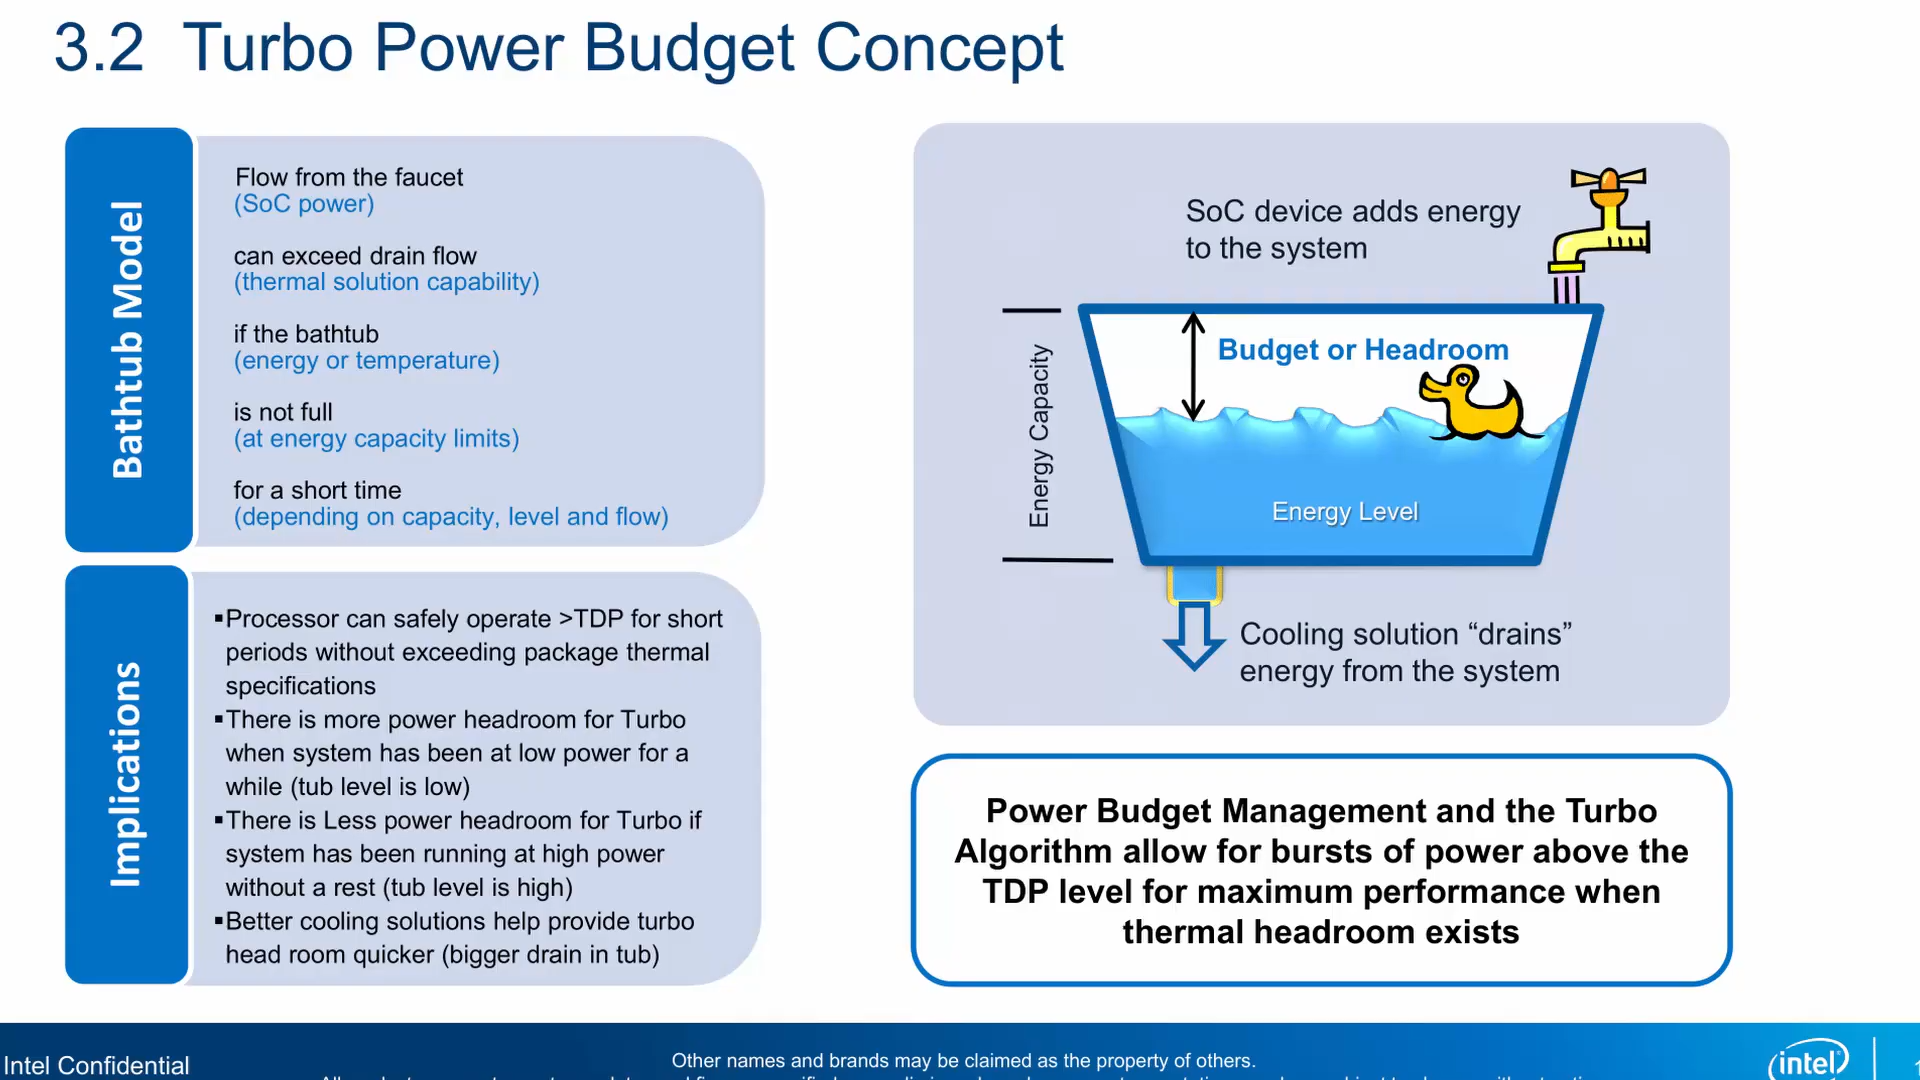 3.2 Turbo Power Budget Concept
Bathtub Model
Flow from the faucet
(SoC power)
can exceed drain flow
(thermal solution capability)
if the bathtub
(energy or temperature)
is not full
(at energy capacity limits)
for a short time
(depending on capacity, level and flow)
Implications
▪Processor can safely operate >TDP for short
periods without exceeding package thermal
specifications
▪There is more power headroom for Turbo
when system has been at low power for a
while (tub level is low)
▪There is Less power headroom for Turbo if
system has been running at high power
without a rest (tub level is high)
▪Better cooling solutions help provide turbo
head room quicker (bigger drain in tub)
SoC device adds energy
to the system
Budget or Headroom
Energy Capacity
Energy Level
Cooling solution “drains”
energy from the system
Power Budget Management and the Turbo
Algorithm allow for bursts of power above the
TDP level for maximum performance when
thermal headroom exists
Intel Confidential
Other names and brands may be claimed as the property of others.
intel